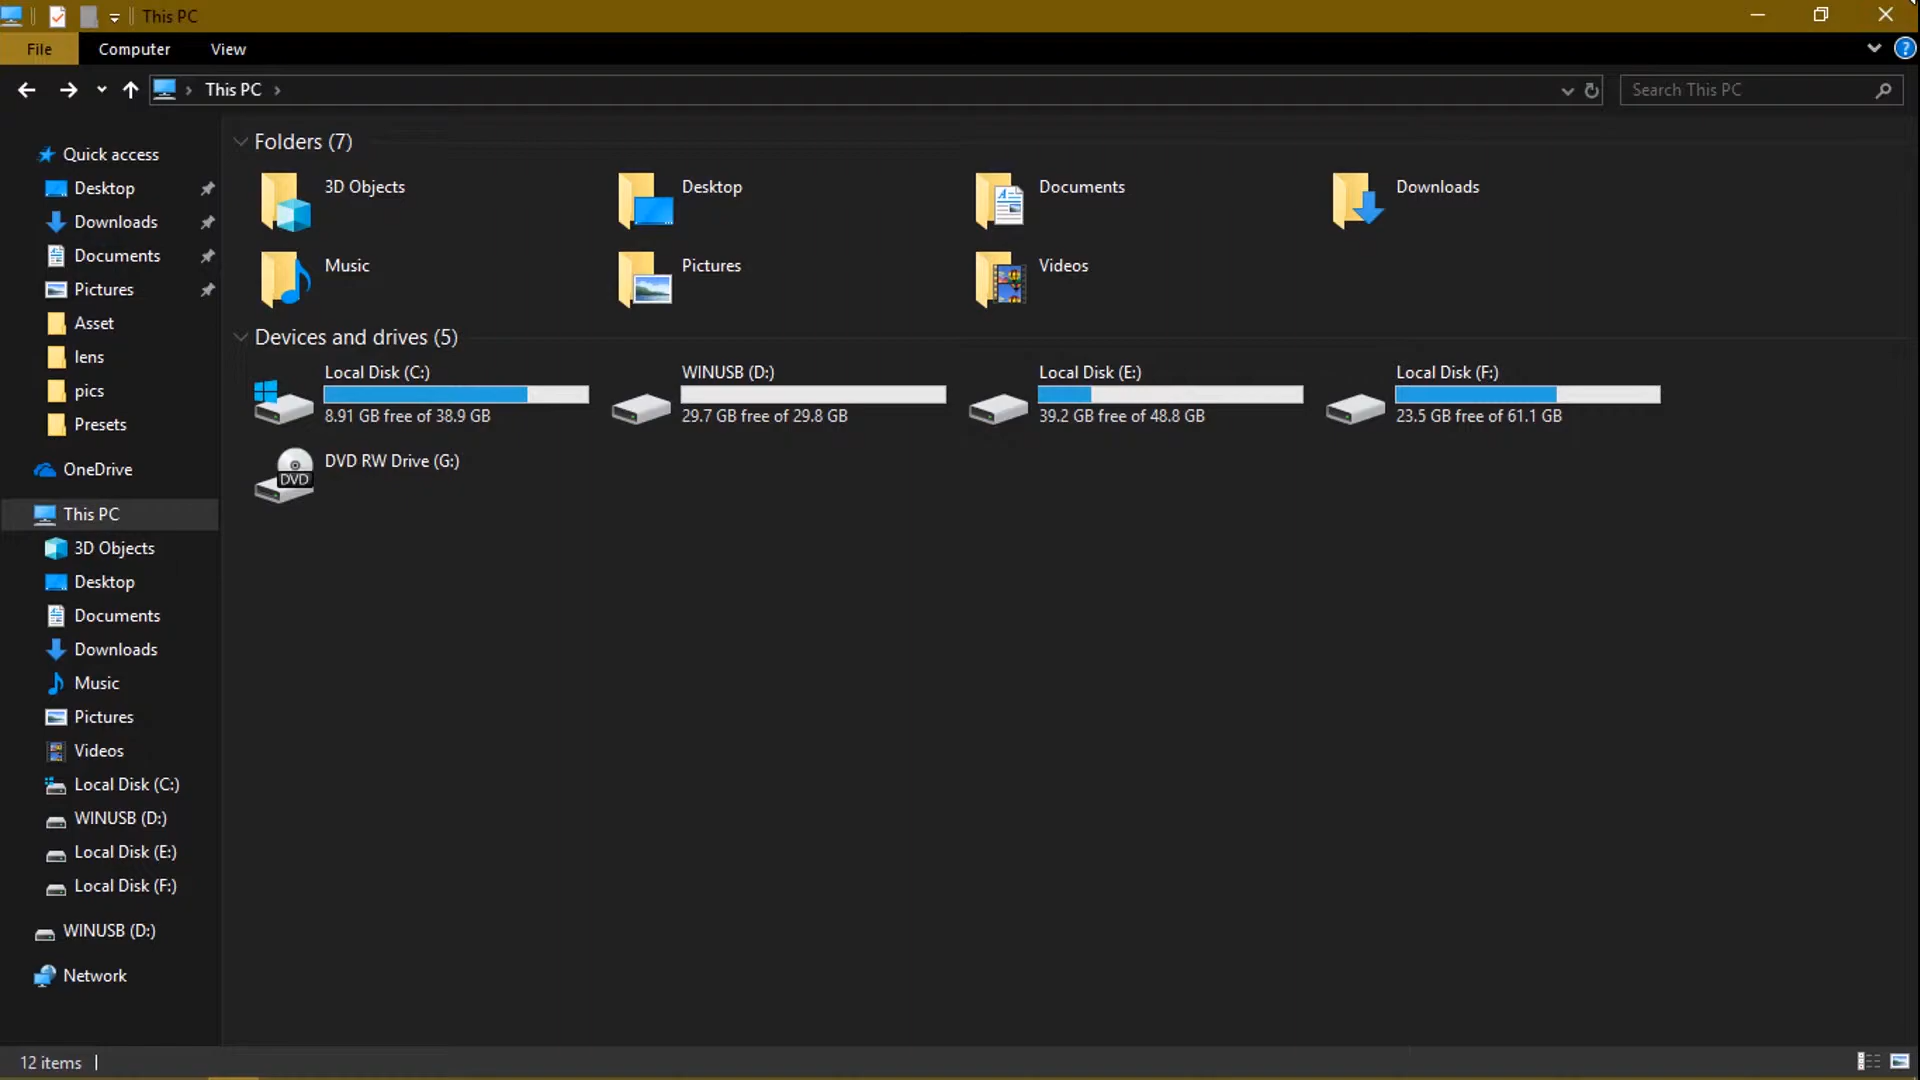 This PC
File Computer View
This PC
Search This PC
Quick access
Desktop
Downloads
Documents
Pictures
Asset
lens
pics
Presets
OneDrive
This PC
3D Objects
Desktop
Documents
Downloads
Music
Pictures
Videos
Local Disk (C:)
WINUSB (D:)
Local Disk (E:)
Local Disk (F:)
WINUSB (D:)
Network
Folders (7)
3D Objects
Desktop
Documents
Downloads
Music
Pictures
Videos
Devices and drives (5)
Local Disk (C:)
8.91 GB free of 38.9 GB
WINUSB (D:)
29.7 GB free of 29.8 GB
Local Disk (E:)
39.2 GB free of 48.8 GB
Local Disk (F:)
23.5 GB free of 61.1 GB
DVD
DVD RW Drive (G:)
12 items